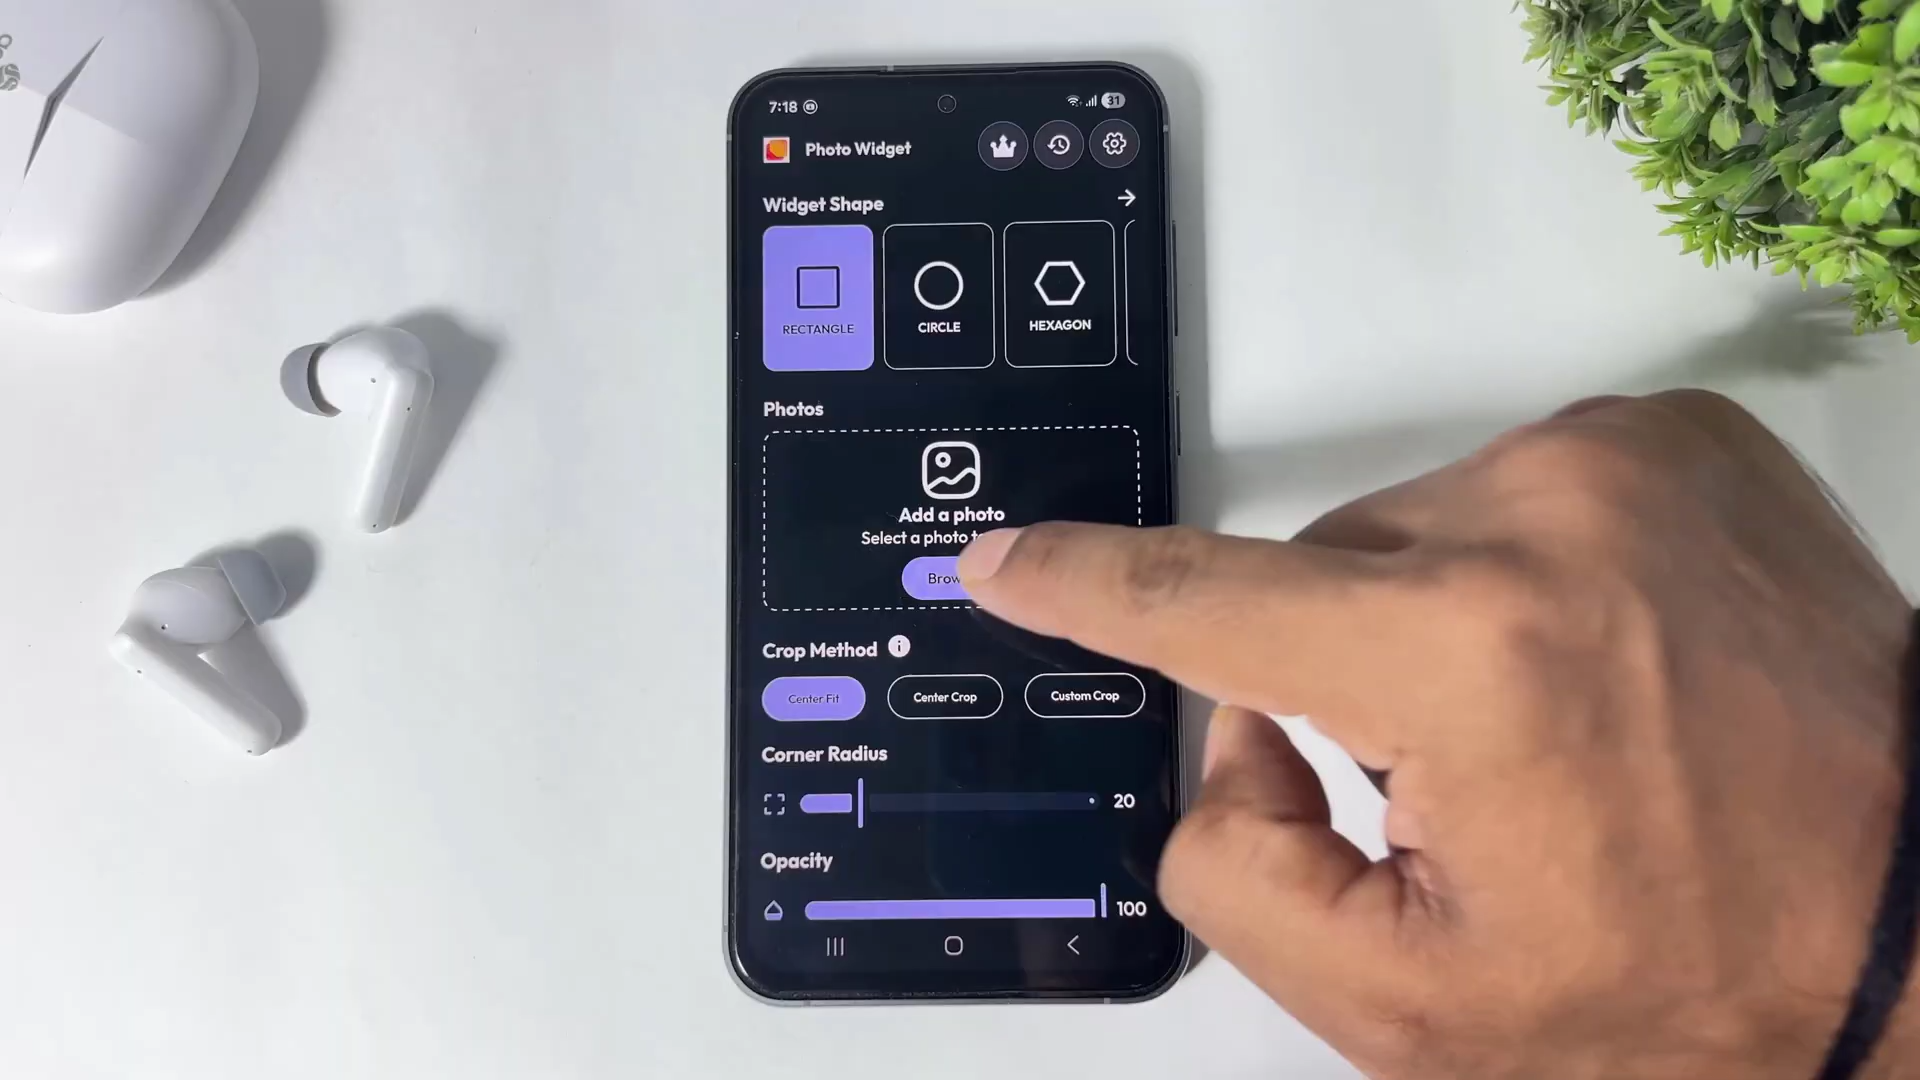 7:18
31
Photo Widget
Widget Shape
RECTANGLE
CIRCLE
HEXAGON
Photos
Add a photo
Select a photo
Crop Method
Center Fit
Center Crop
Custom Crop
Corner Radius
20
Opacity
100